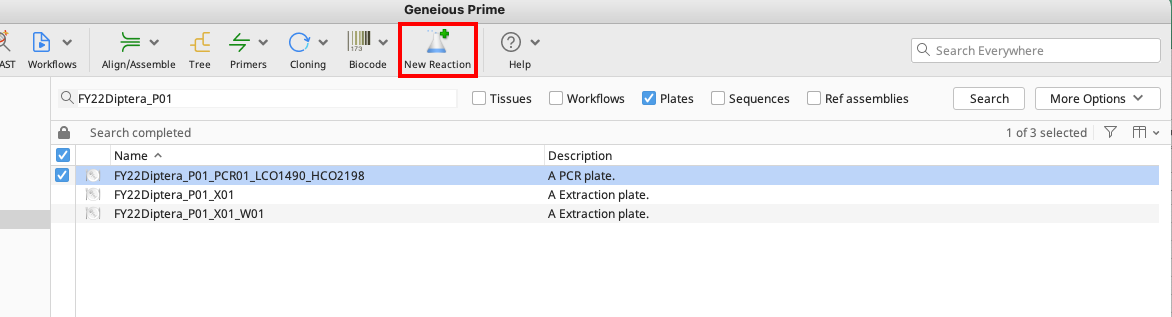 Geneious Prime
AST Workflows Align/Assemble Tree Primers Cloning 173 Biocode New Reaction ? Help Search Everywhere
FY22Diptera_P01 Tissues Workflows Plates Sequences Ref assemblies Search More Options
Search completed 1 of 3 selected
Name Description
FY22Diptera_P01_PCR01_LCO1490_HCO2198 A PCR plate.
FY22Diptera_P01_X01 A Extraction plate.
FY22Diptera_P01_X01_W01 A Extraction plate.